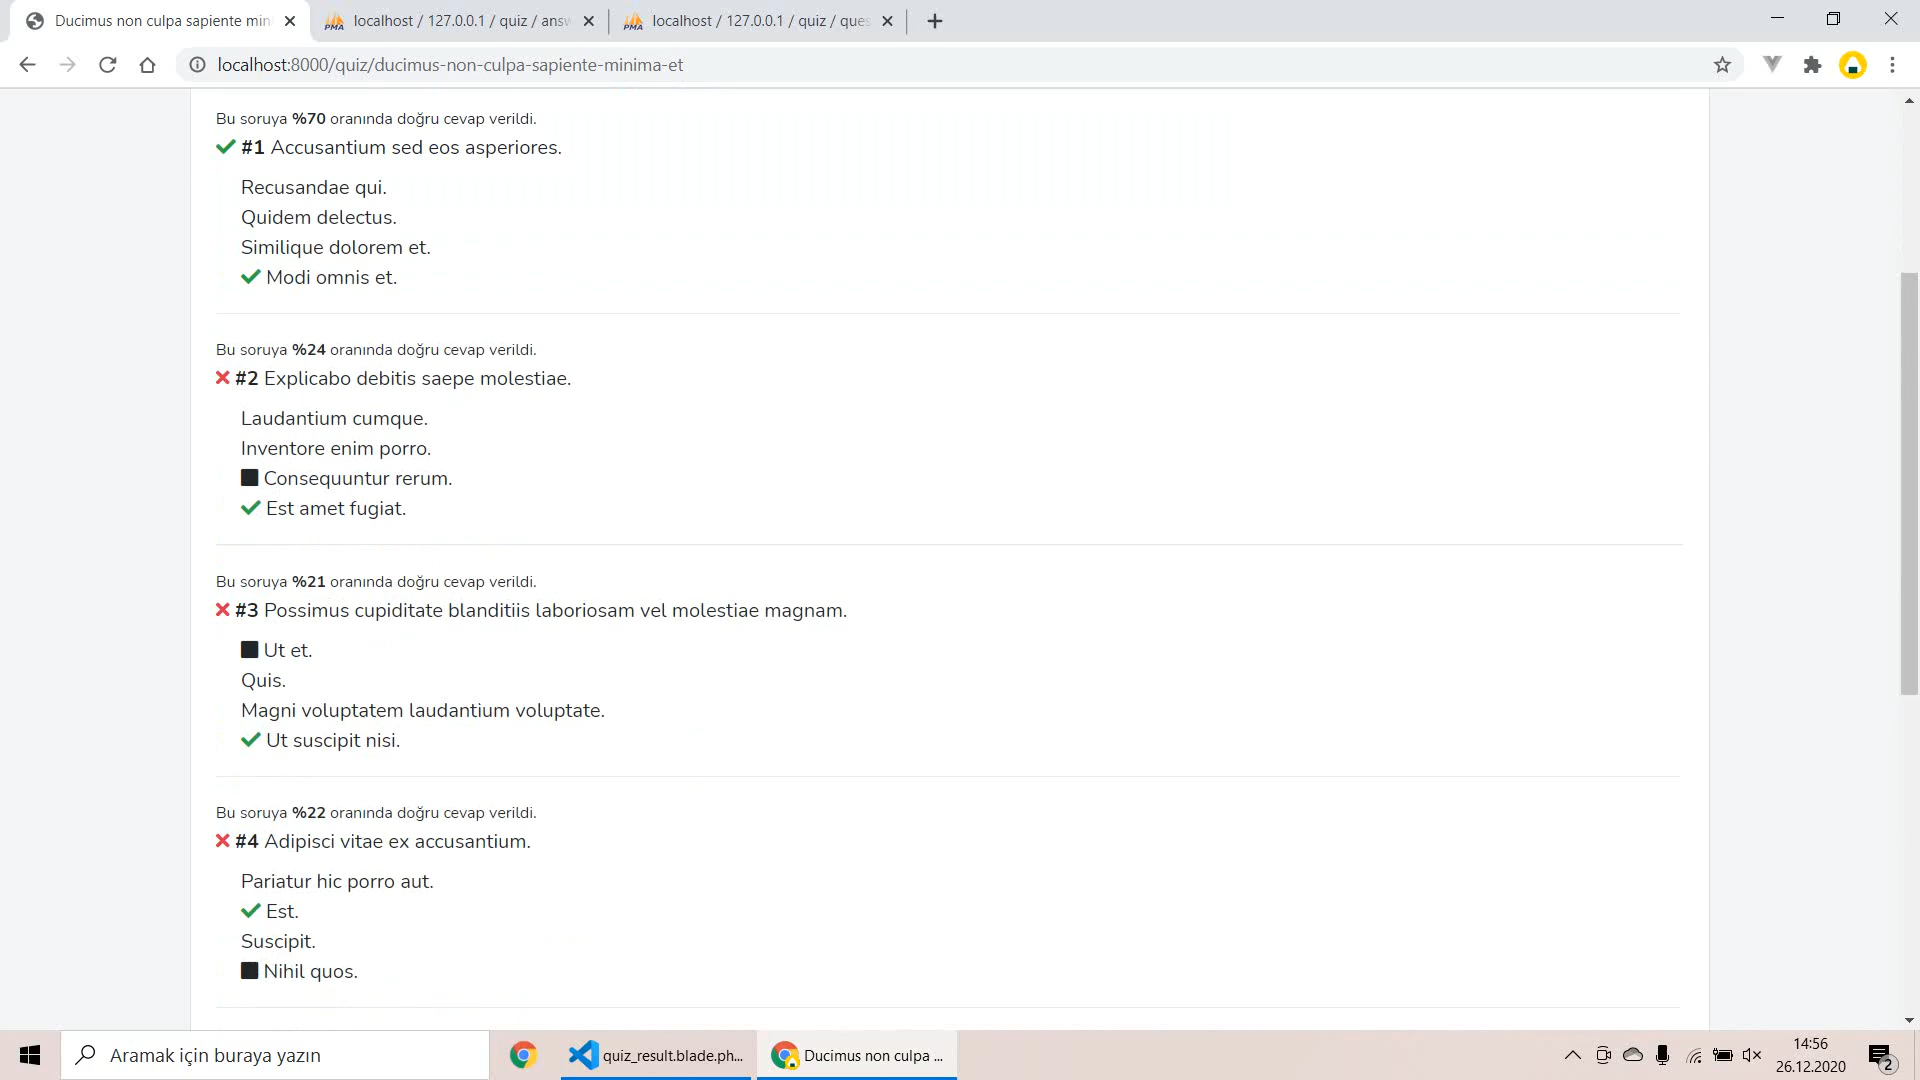 Ducimus non culpa sapiente min
localhost / 127.0.0.1 / quiz / answ
localhost / 127.0.0.1 / quiz / ques
localhost:8000/quiz/ducimus-non-culpa-sapiente-minima-et
Bu soruya %70 oranında doğru cevap verildi.
#1 Accusantium sed eos asperiores.
Recusandae qui.
Quidem delectus.
Similique dolorem et.
Modi omnis et.
Bu soruya %24 oranında doğru cevap verildi.
#2 Explicabo debitis saepe molestiae.
Laudantium cumque.
Inventore enim porro.
Consequuntur rerum.
Est amet fugiat.
Bu soruya %21 oranında doğru cevap verildi.
#3 Possimus cupiditate blanditiis laboriosam vel molestiae magnam.
Ut et.
Quis.
Magni voluptatem laudantium voluptate.
Ut suscipit nisi.
Bu soruya %22 oranında doğru cevap verildi.
#4 Adipisci vitae ex accusantium.
Pariatur hic porro aut.
Est.
Suscipit.
Nihil quos.
Aramak için buraya yazın
quiz_result.blade.ph...
Ducimus non culpa ...
14:56
26.12.2020
2